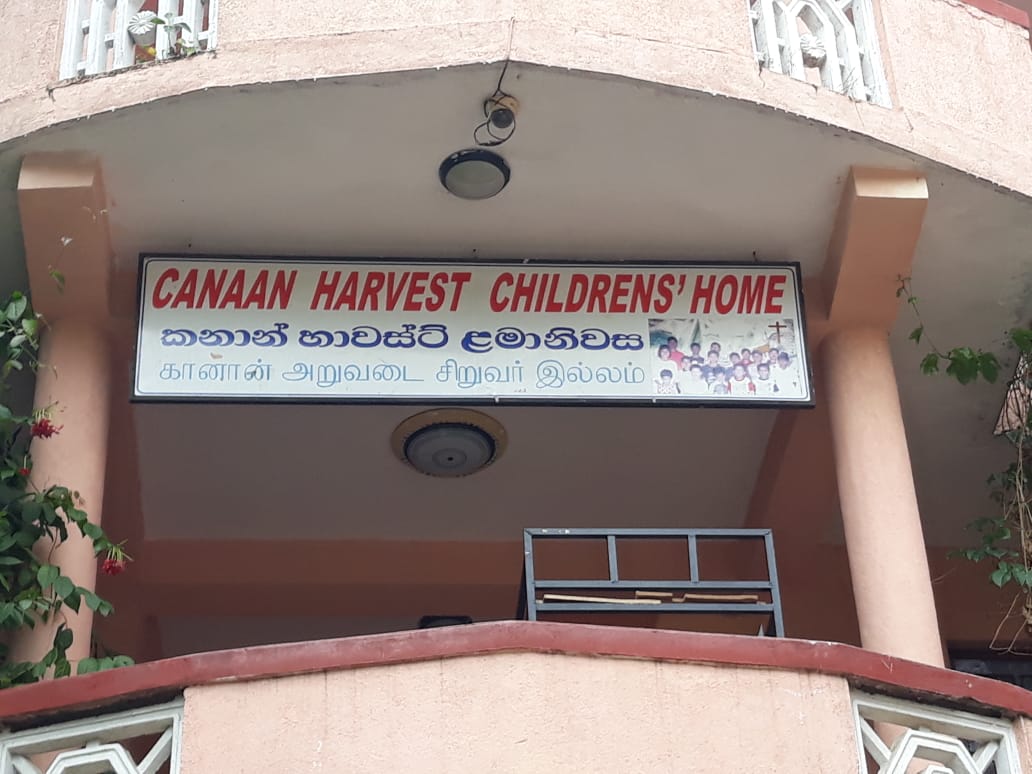 CANAAN HARVEST CHILDRENS' HOME
කනාන් හාවස්ට් ළමානිවස
கானான் அறுவடை சிறுவர் இல்லம்